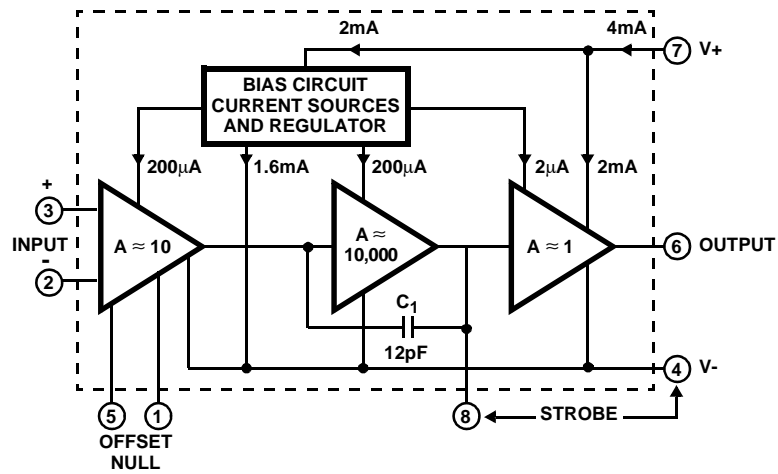 2mA
4mA
7
V+
BIAS CIRCUIT
CURRENT SOURCES
AND REGULATOR
200µA
1.6mA
200µA
2µA
2mA
+
3
INPUT
-
2
A ≈ 10
A ≈
10,000
A ≈ 1
6
OUTPUT
C1
12pF
4
V-
5
1
8
STROBE
OFFSET
NULL